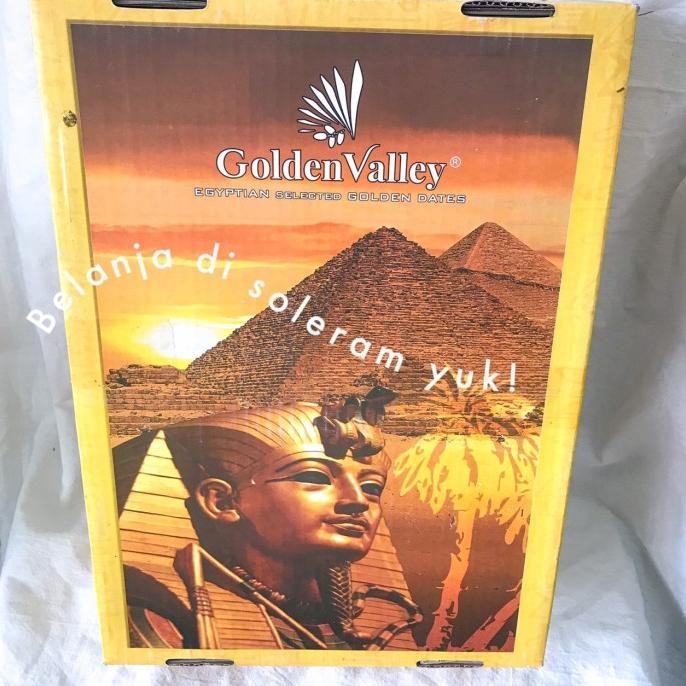 GoldenValley®
EGYPTIAN SELECTED GOLDEN DATES
Belanja di soleram yuk!